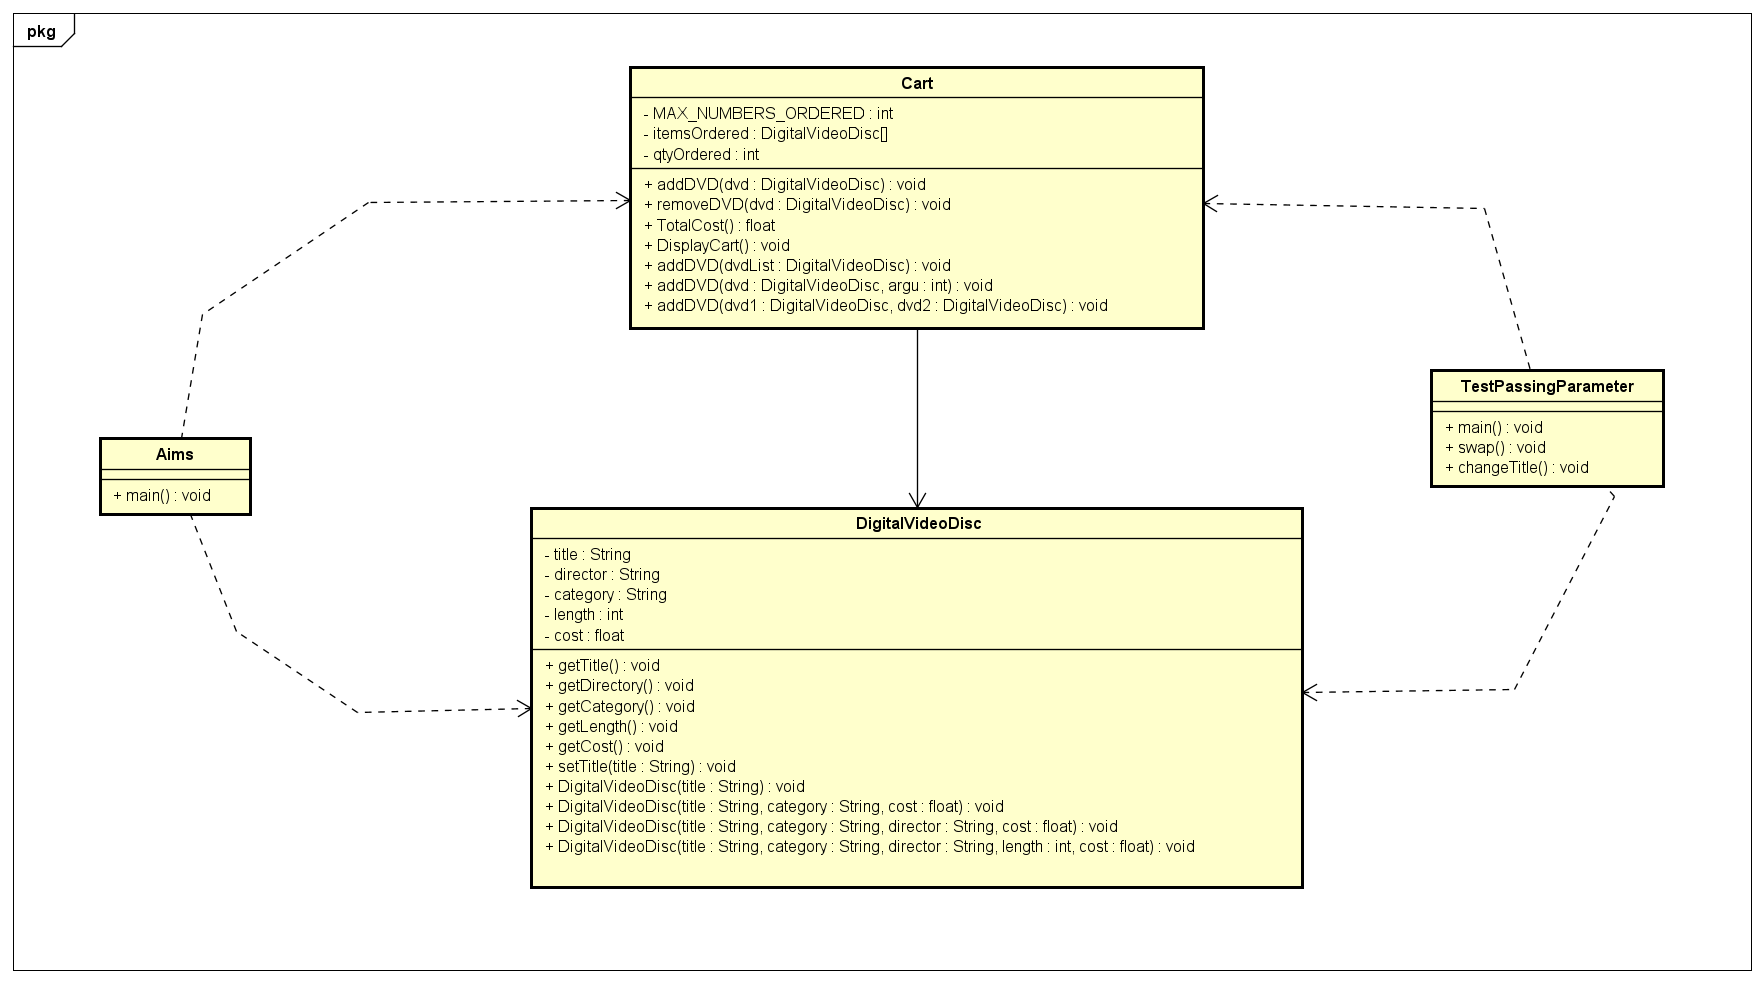 pkg
Cart
- MAX_NUMBERS_ORDERED : int
- itemsOrdered : DigitalVideoDisc[]
- qtyOrdered : int
+ addDVD(dvd : DigitalVideoDisc) : void
+ removeDVD(dvd : DigitalVideoDisc) : void
+ TotalCost() : float
+ DisplayCart() : void
+ addDVD(dvdList : DigitalVideoDisc) : void
+ addDVD(dvd : DigitalVideoDisc, argu : int) : void
+ addDVD(dvd1 : DigitalVideoDisc, dvd2 : DigitalVideoDisc) : void
TestPassingParameter
+ main() : void
+ swap() : void
+ changeTitle() : void
Aims
+ main() : void
DigitalVideoDisc
- title : String
- director : String
- category : String
- length : int
- cost : float
+ getTitle() : void
+ getDirectory() : void
+ getCategory() : void
+ getLength() : void
+ getCost() : void
+ setTitle(title : String) : void
+ DigitalVideoDisc(title : String) : void
+ DigitalVideoDisc(title : String, category : String, cost : float) : void
+ DigitalVideoDisc(title : String, category : String, director : String, cost : float) : void
+ DigitalVideoDisc(title : String, category : String, director : String, length : int, cost : float) : void